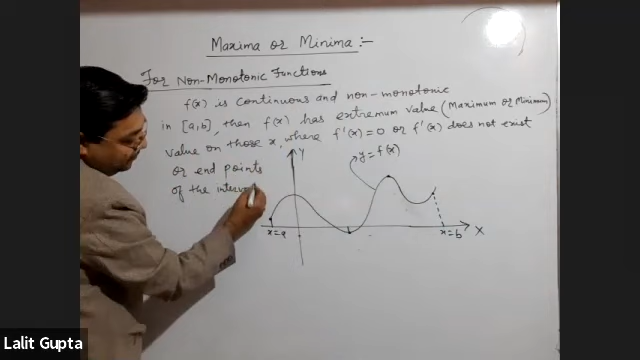 Maxima or Minima :-
For Non-Monotonic Functions
f(x) is continuous and non-monotonic
in [a,b], then f(x) has extremum value (Maximum or Minimum)
value on those x, where f'(x)=0 or f'(x) does not exist
or end points
of the interval
Y
y=f(x)
x=a
x=b
X
Lalit Gupta